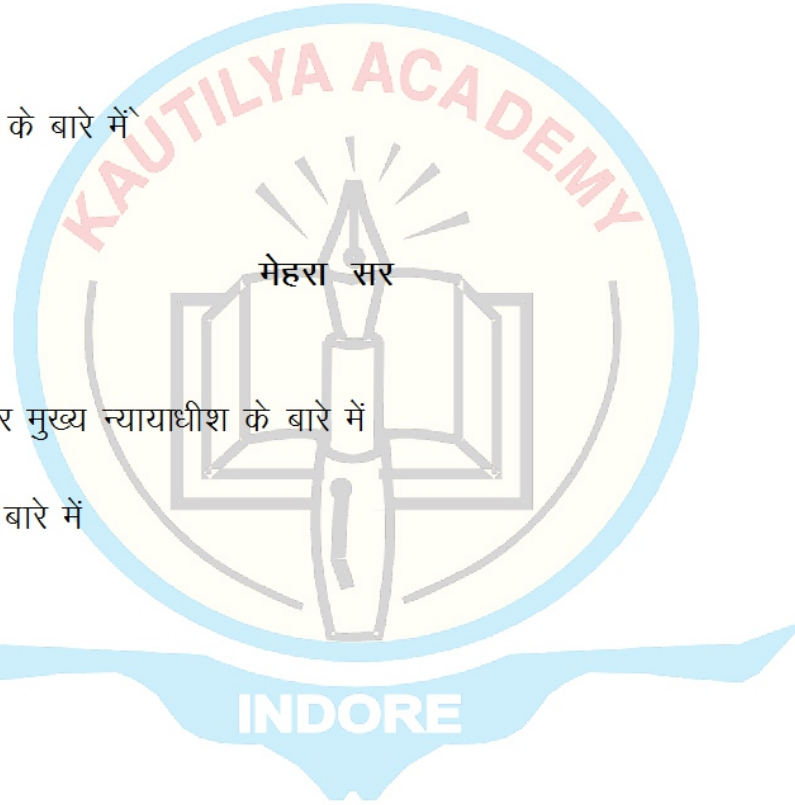 KAUTILYA ACADEMY
के बारे में`
मेहरा सर
र मुख्य न्यायाधीश के बारे में
बारे में
INDORE